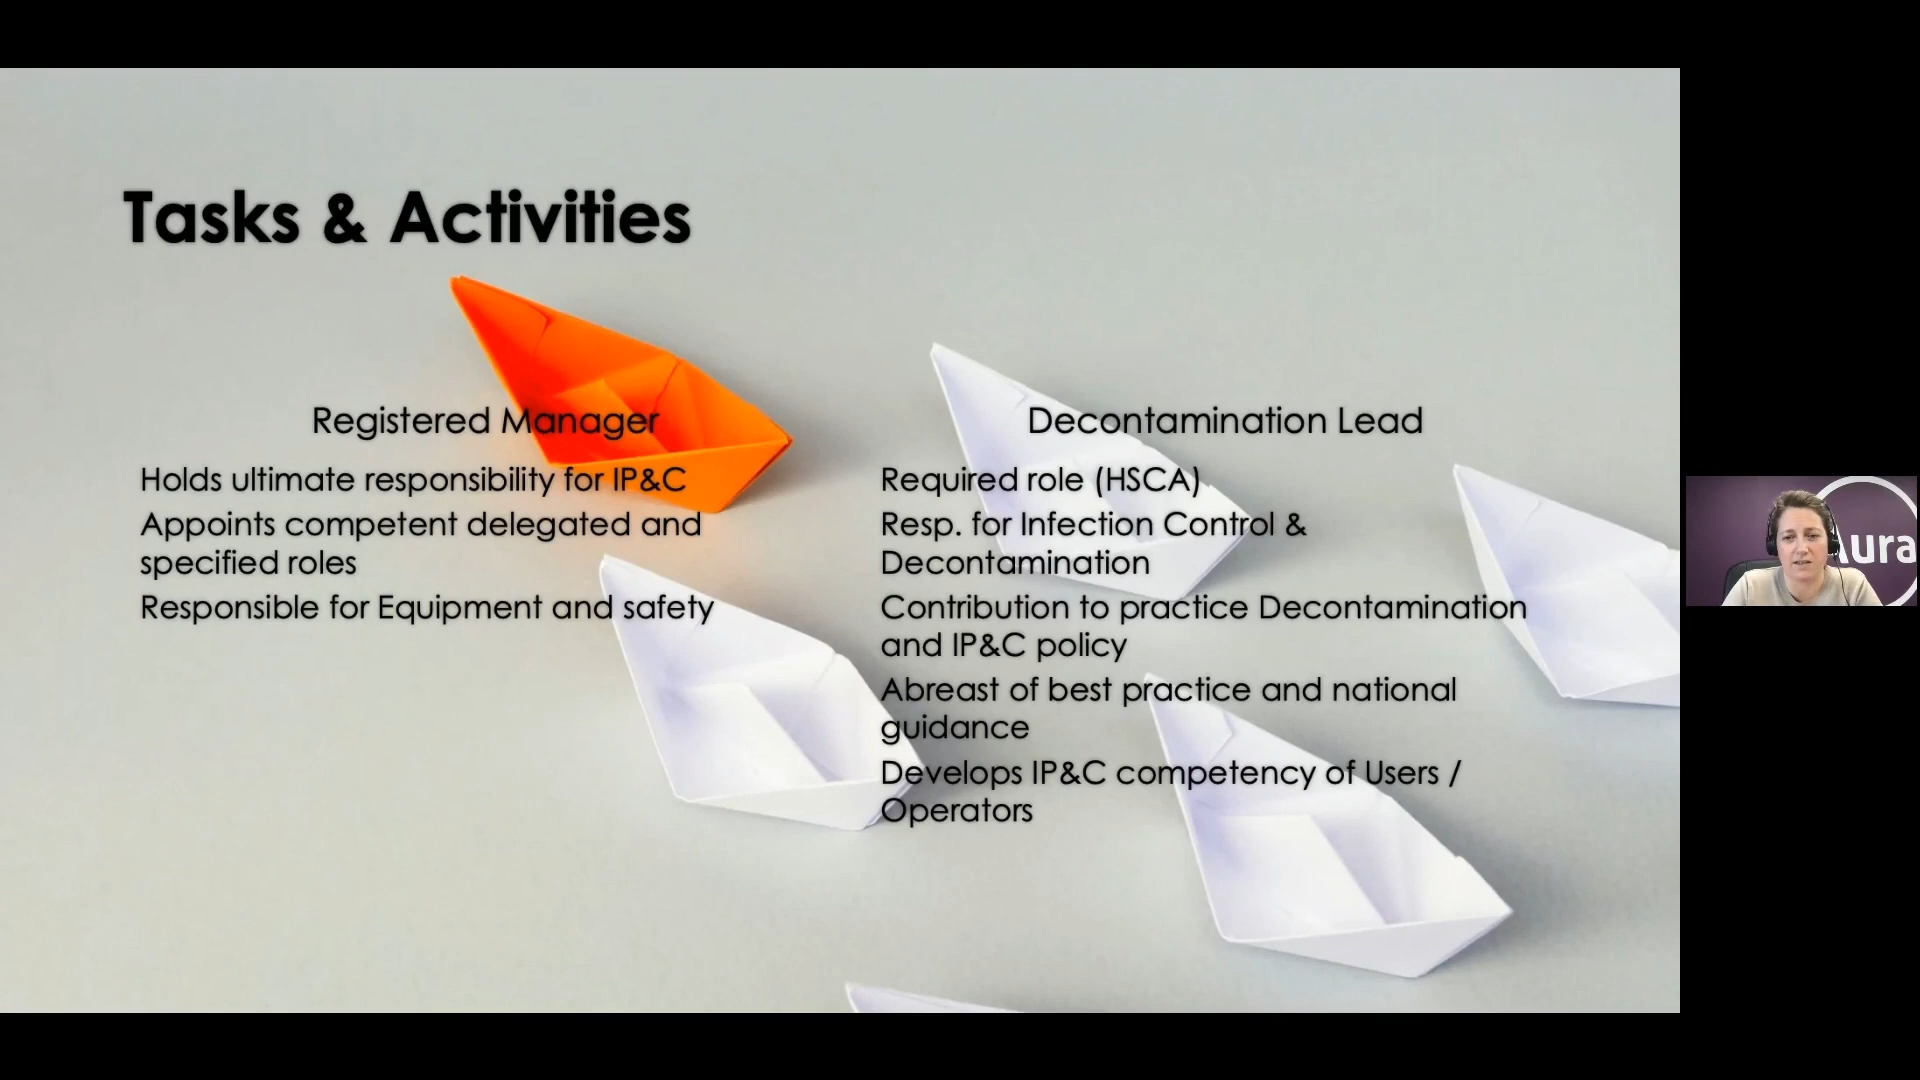 Tasks & Activities
Registered Manager
Holds ultimate responsibility for IP&C
Appoints competent delegated and
specified roles
Responsible for Equipment and safety
Decontamination Lead
Required role (HSCA)
Resp. for Infection Control &
Decontamination
Contribution to practice Decontamination
and IP&C policy
Abreast of best practice and national
guidance
Develops IP&C competency of Users /
Operators
Aura